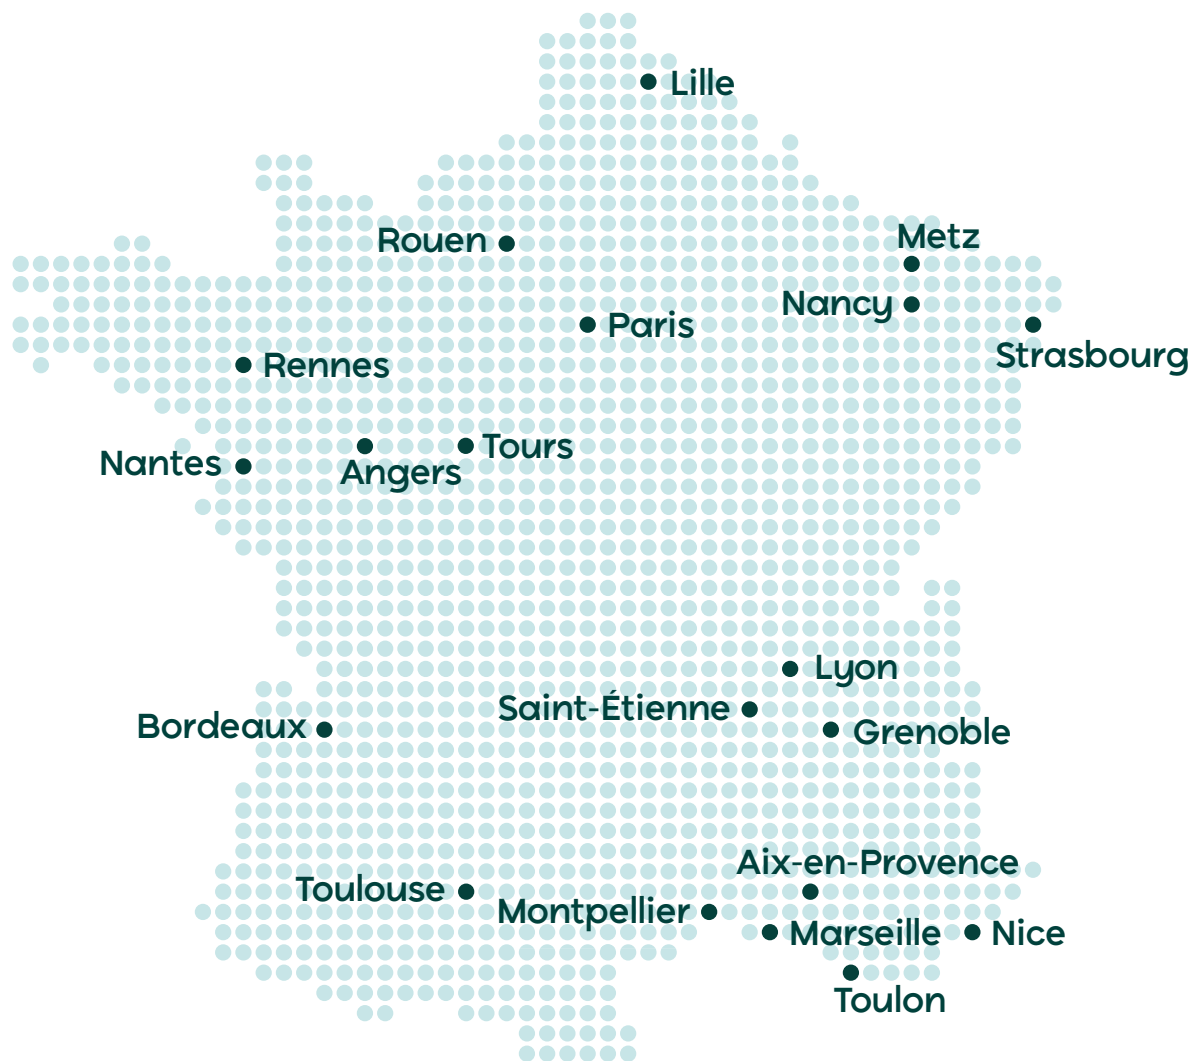 Lille
Metz
Rouen
Nancy
Paris
Strasbourg
Rennes
Tours
Nantes
Angers
Lyon
Saint-Étienne
Bordeaux
Grenoble
Aix-en-Provence
Toulouse
Montpellier
Marseille
Nice
Toulon